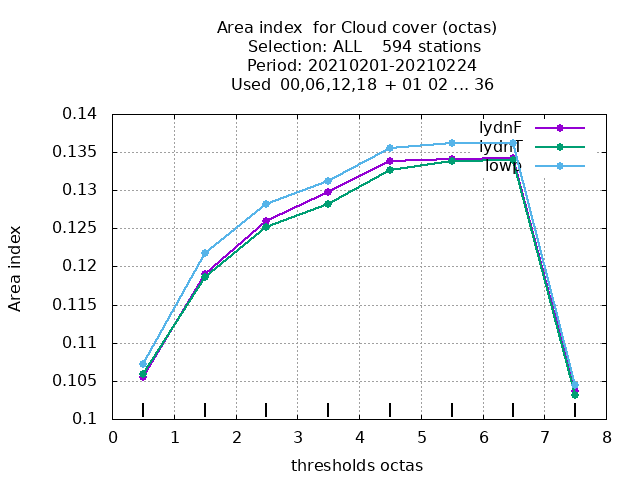 Area index  for Cloud cover (octas)
Selection: ALL    594 stations
Period: 20210201-20210224
Used  00,06,12,18  + 01 02 ... 36
0.14
0.135
0.13
0.125
0.12
0.115
0.11
0.105
0.1
Area index
lydnF
lydnT
lowp
0 1 2 3 4 5 6 7 8
thresholds octas